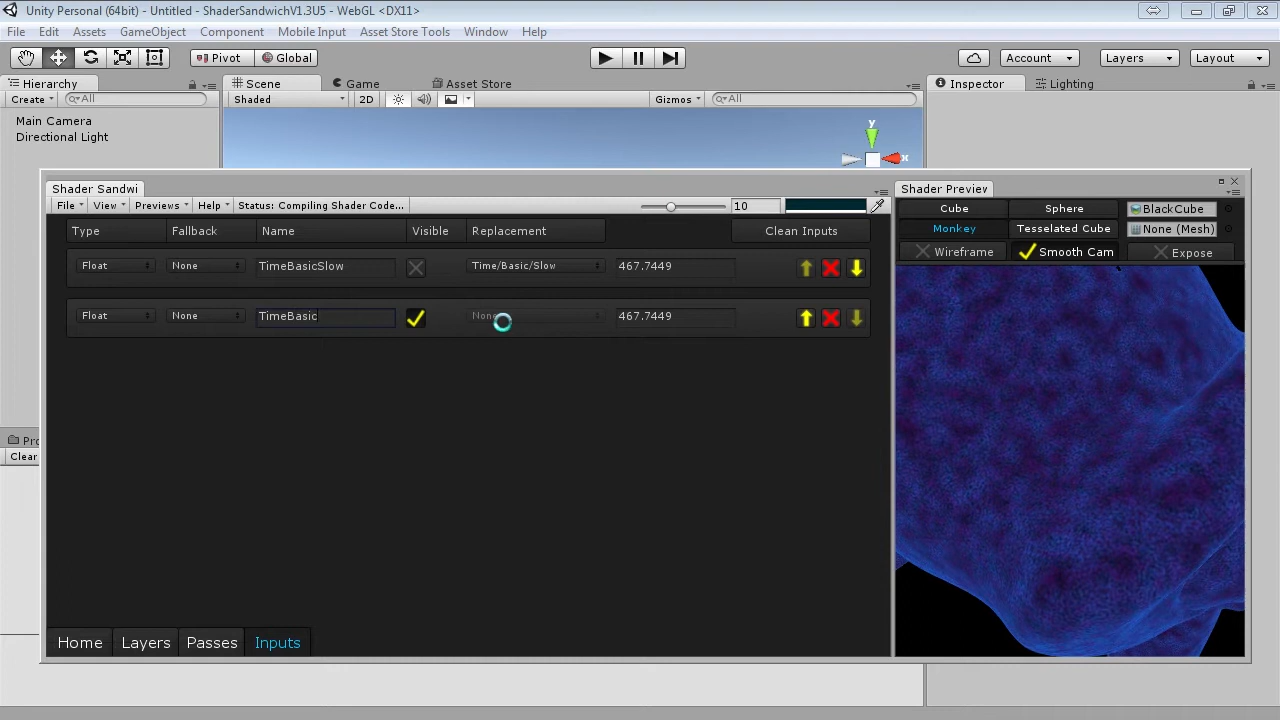 Unity Personal (64bit) - Untitled - ShaderSandwichV1.3U5 - WebGL <DX11>
File Edit Assets GameObject Component Mobile Input Asset Store Tools Window Help
Pivot Global Account Layers Layout
Hierarchy Scene Game Asset Store Inspector Lighting
Create All Shaded 2D Gizmos All
Main Camera
Directional Light
y
x
Shader Sandwi Shader Preview
File View Previews Help Status: Compiling Shader Code... 10 Cube Sphere BlackCube
Type Fallback Name Visible Replacement Clean Inputs Monkey Tesselated Cube None (Mesh)
Wireframe Smooth Cam Expose
Float None TimeBasicSlow Time/Basic/Slow 467.7449
Float None TimeBasic None 467.7449
Pro
Clear
Home Layers Passes Inputs